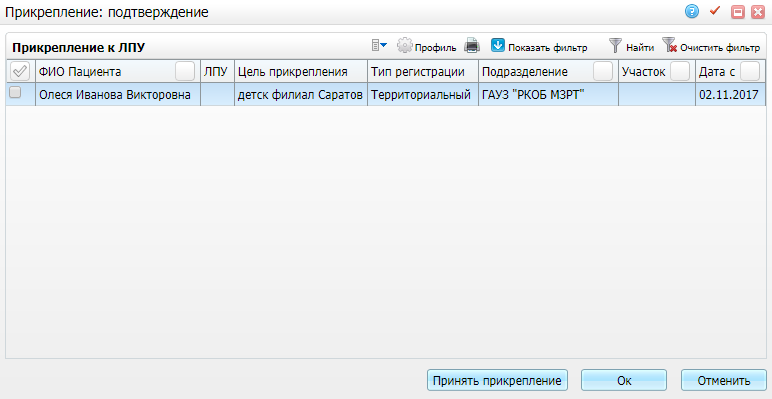 Прикрепление: подтверждение
Прикрепление к ЛПУ Профиль Показать фильтр Найти Очистить фильтр
ФИО Пациента ЛПУ Цель прикрепления Тип регистрации Подразделение Участок Дата с
Олеся Иванова Викторовна детск филиал Саратов Территориальный ГАУЗ "РКОБ МЗРТ" 02.11.2017
Принять прикрепление Ок Отменить